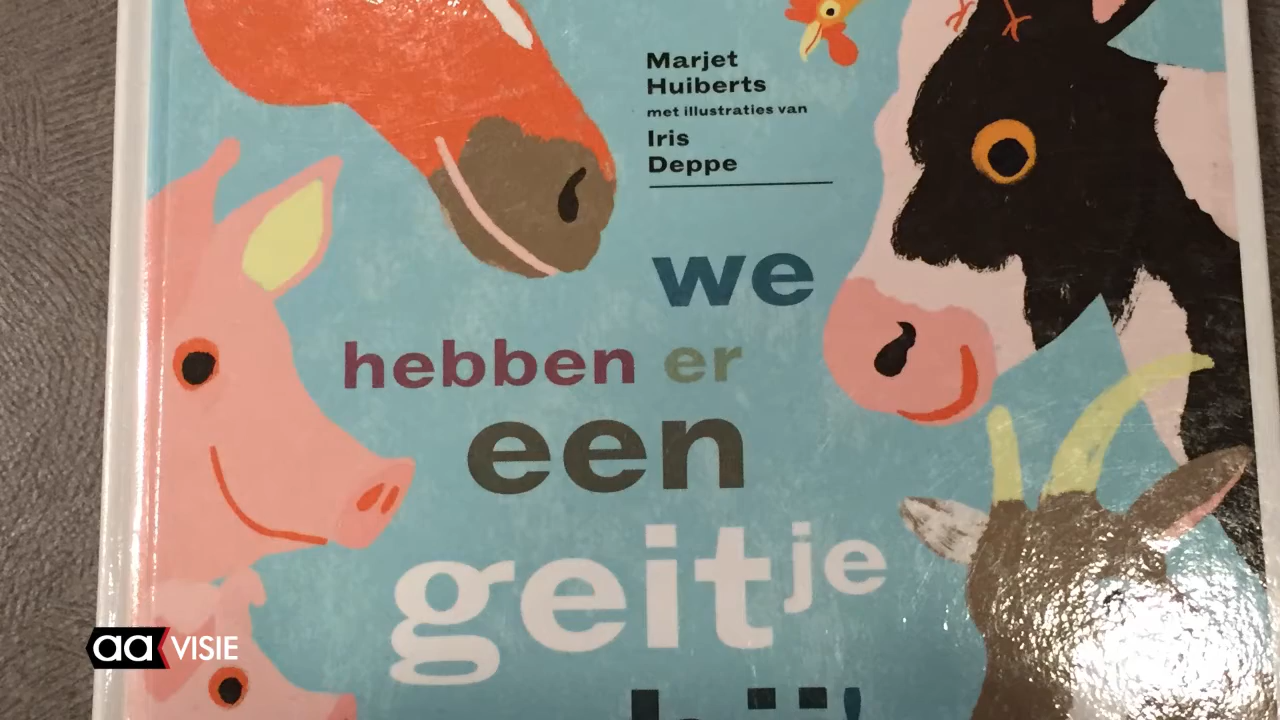 Marjet
Huiberts
met illustraties van
Iris
Deppe
we
hebben er
een
geitje
aa VISIE